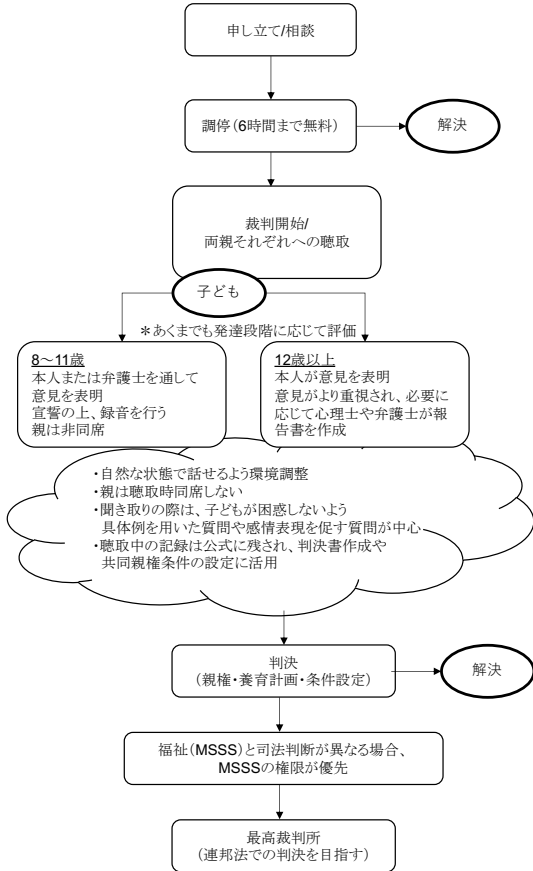 申し立て/相談
調停（6時間まで無料）
解決
裁判開始/
両親それぞれへの聴取
子ども
＊あくまでも発達段階に応じて評価
8～11歳
本人または弁護士を通して
意見を表明
宣誓の上、録音を行う
親は非同席
12歳以上
本人が意見を表明
意見がより重視され、必要に
応じて心理士や弁護士が報
告書を作成
・自然な状態で話せるよう環境調整
・親は聴取時同席しない
・聞き取りの際は、子どもが困惑しないよう
具体例を用いた質問や感情表現を促す質問が中心
・聴取中の記録は公式に残され、判決書作成や
共同親権条件の設定に活用
判決
（親権・養育計画・条件設定）
解決
福祉（MSSS）と司法判断が異なる場合、
MSSSの権限が優先
最高裁判所
（連邦法での判決を目指す）